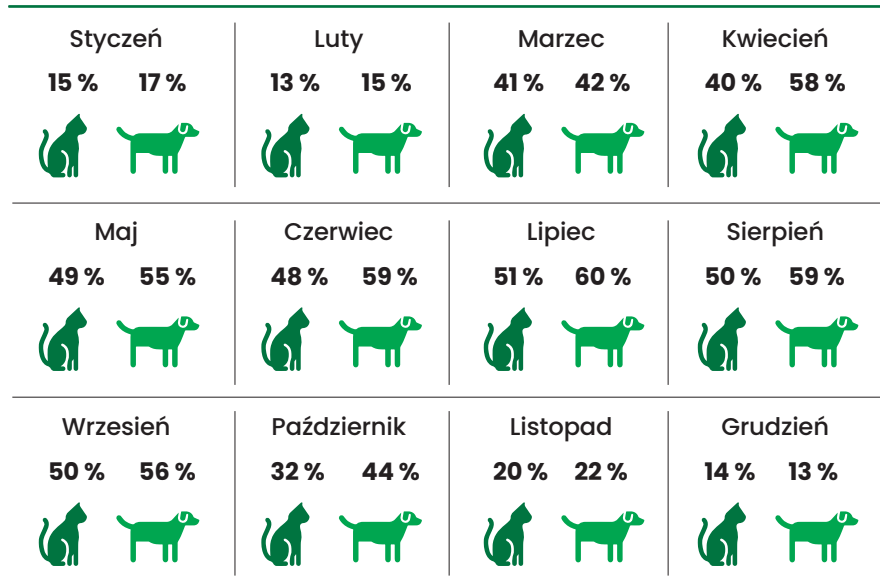 Styczeń Luty Marzec Kwiecień
15 % 17 % 13 % 15 % 41 % 42 % 40 % 58 %
Maj Czerwiec Lipiec Sierpień
49 % 55 % 48 % 59 % 51 % 60 % 50 % 59 %
Wrzesień Październik Listopad Grudzień
50 % 56 % 32 % 44 % 20 % 22 % 14 % 13 %